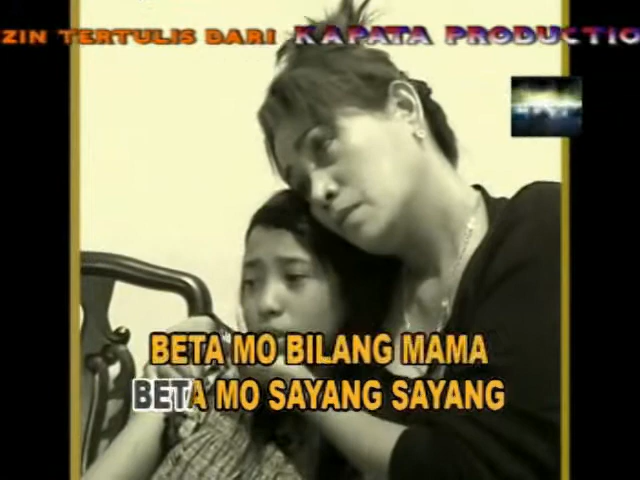 ZIN TERTULIS DARI KAPATA PRODUCTIO
BETA MO BILANG MAMA
BETA MO SAYANG SAYANG